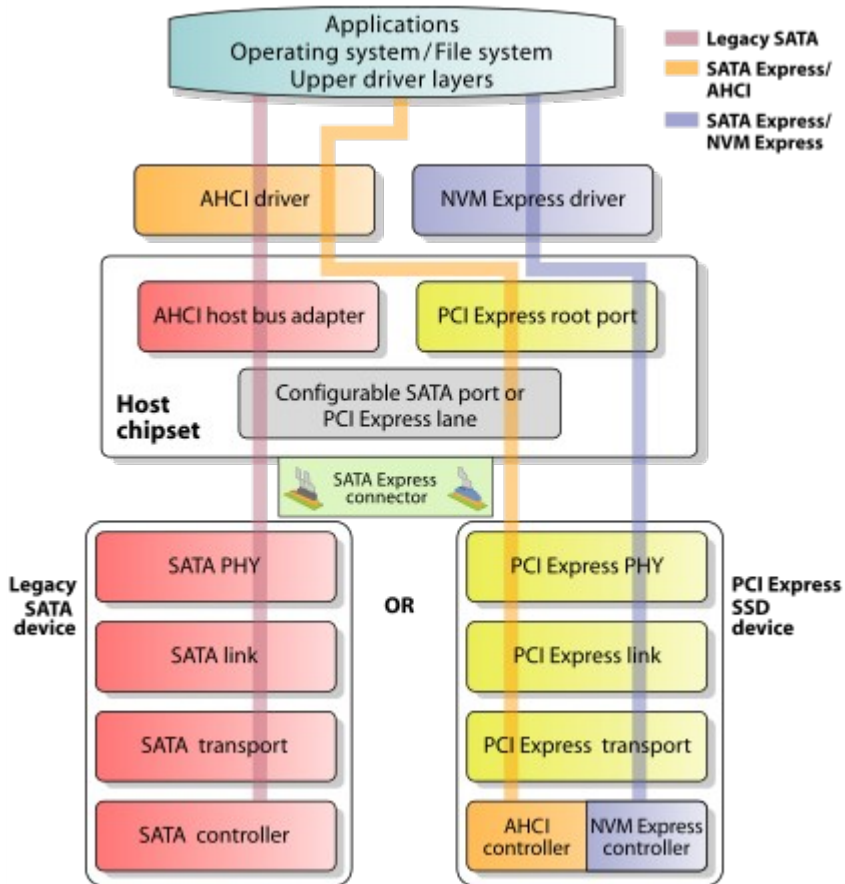 Applications
Operating system/File system
Upper driver layers
Legacy SATA
SATA Express/
AHCI
SATA Express/
NVM Express
AHCI driver
NVM Express driver
AHCI host bus adapter
PCI Express root port
Configurable SATA port or
PCI Express lane
Host
chipset
SATA Express
connector
Legacy
SATA
device
SATA PHY
SATA link
SATA transport
SATA controller
OR
PCI Express PHY
PCI Express link
PCI Express transport
AHCI
controller
NVM Express
controller
PCI Express
SSD
device